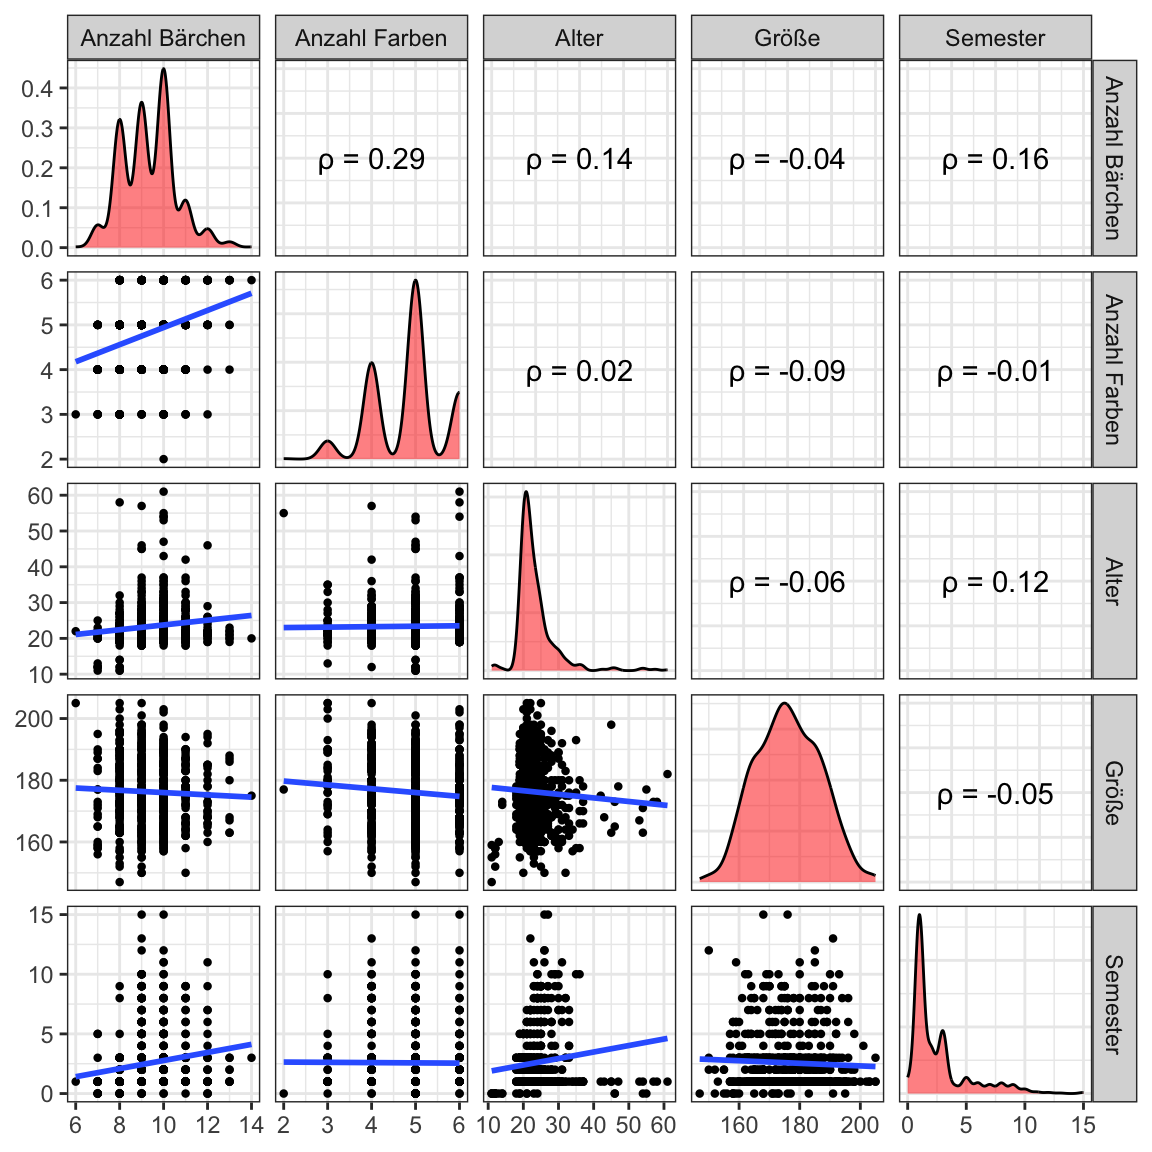 Anzahl Bärchen Anzahl Farben Alter Größe Semester
0.4
0.3
0.2
0.1
0.0
ρ = 0.29 ρ = 0.14 ρ = -0.04 ρ = 0.16
Anzahl Bärchen
6
5
4
3
2
ρ = 0.02 ρ = -0.09 ρ = -0.01
Anzahl Farben
60
50
40
30
20
10
ρ = -0.06 ρ = 0.12
Alter
200
180
160
ρ = -0.05
Größe
15
10
5
0
Semester
6 8 10 12 14 2 3 4 5 6 10 20 30 40 50 60 160 180 200 0 5 10 15